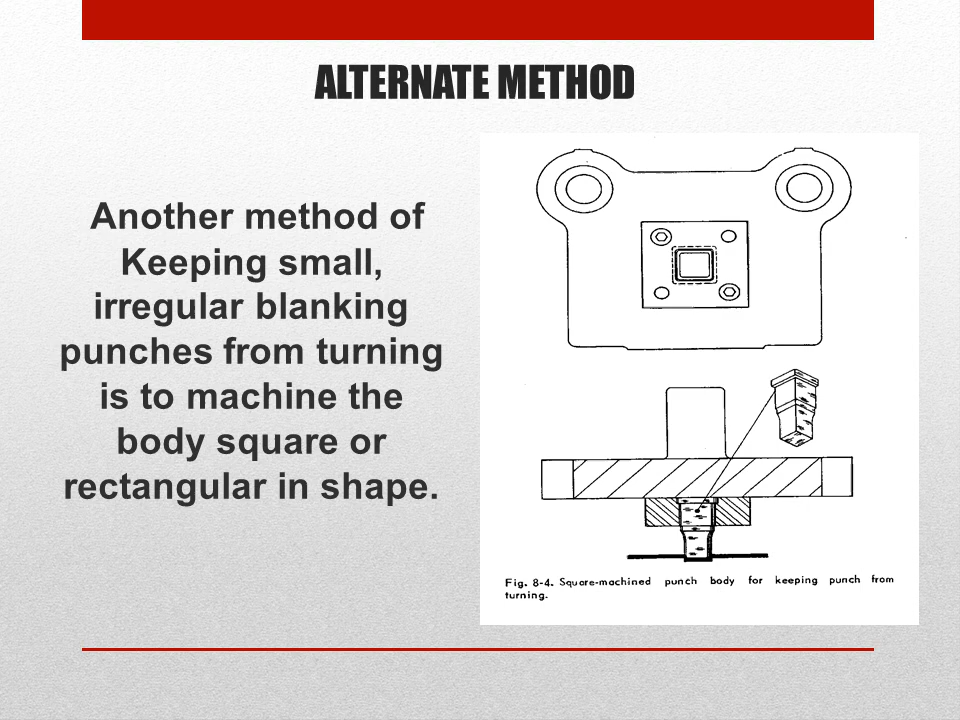 ALTERNATE METHOD
Another method of
Keeping small,
irregular blanking
punches from turning
is to machine the
body square or
rectangular in shape.
Fig. 8-4. Square-machined punch body for keeping punch from
turning.